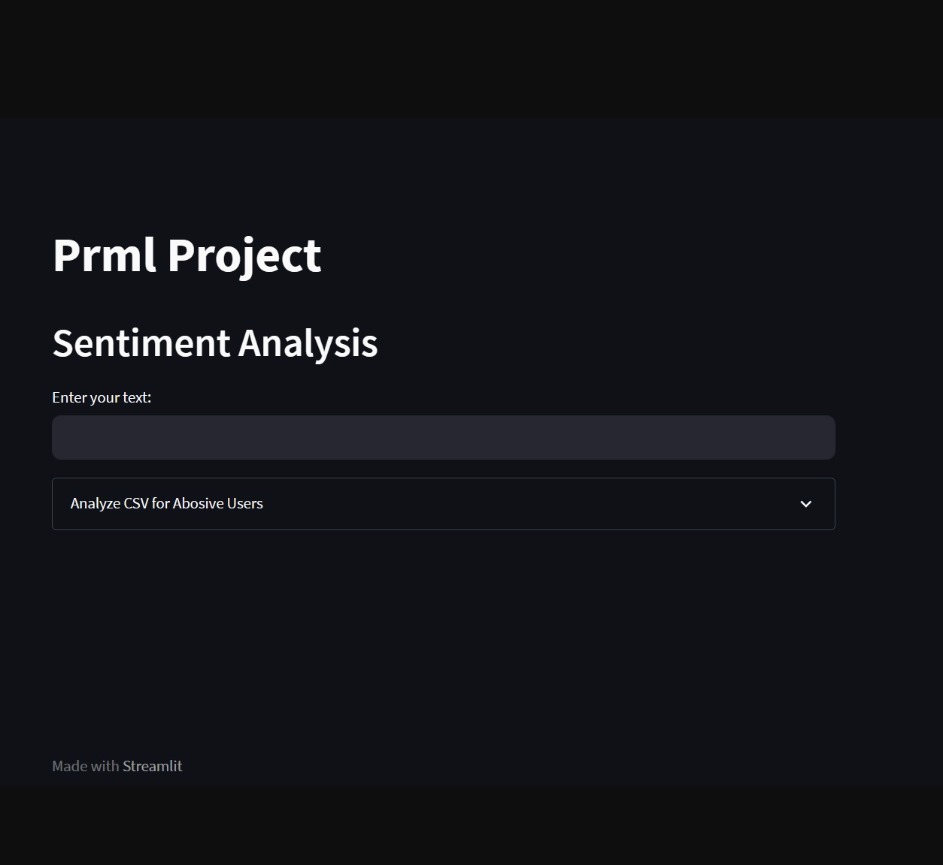 Prml Project
Sentiment Analysis
Enter your text:
Analyze CSV for Abosive Users
Made with Streamlit